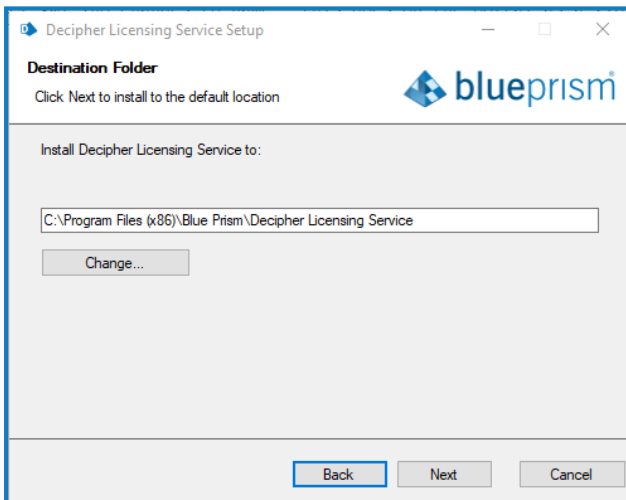 Decipher Licensing Service Setup
Destination Folder
Click Next to install to the default location
blueprism
Install Decipher Licensing Service to:
C:\Program Files (x86)\Blue Prism\Decipher Licensing Service
Change...
Back Next Cancel